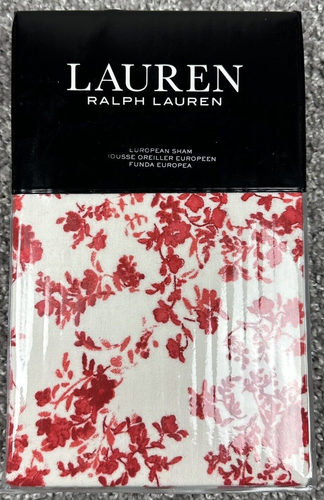 LAUREN
RALPH LAUREN
EUROPEAN SHAM
HOUSSE OREILLER EUROPEEN
FUNDA EUROPEA